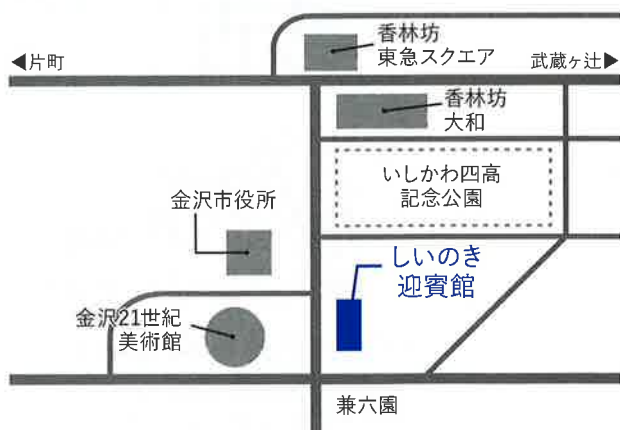 香林坊
東急スクエア
◀片町
武蔵ヶ辻▶
香林坊
大和
いしかわ四高
記念公園
金沢市役所
しいのき
迎賓館
金沢21世紀
美術館
兼六園